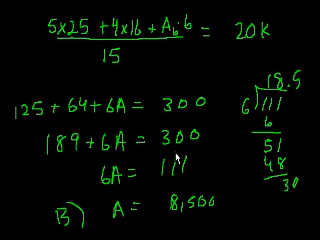 5x25 + 4x16 + A6·6 = 20K
15
125 + 64 + 6A = 300
189 + 6A = 300
6A = 111
B) A = 8,500
18.5
6 111
6
51
48
30